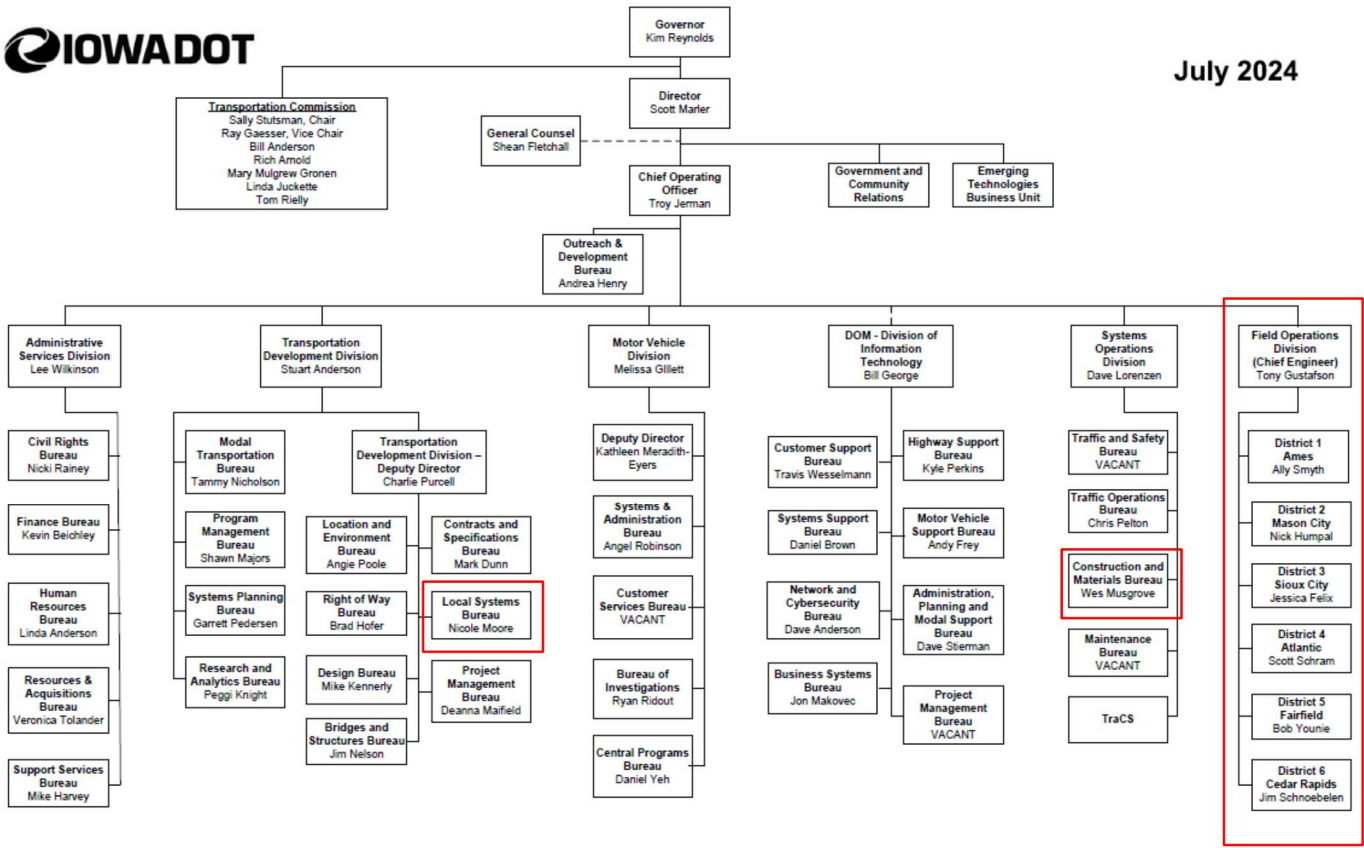 IOWADOT
July 2024
Governor
Kim Reynolds
Transportation Commission
Sally Stutsman, Chair
Ray Gaesser, Vice Chair
Bill Anderson
Rich Arnold
Mary Mulgrew Gronen
Linda Juckette
Tom Rielly
Director
Scott Marler
General Counsel
Shean Fletchall
Chief Operating
Officer
Troy Jerman
Government and
Community
Relations
Emerging
Technologies
Business Unit
Outreach &
Development
Bureau
Andrea Henry
Administrative
Services Division
Lee Wilkinson
Civil Rights
Bureau
Nicki Rainey
Finance Bureau
Kevin Beichley
Human
Resources
Bureau
Linda Anderson
Resources &
Acquisitions
Bureau
Veronica Tolander
Support Services
Bureau
Mike Harvey
Transportation
Development Division
Stuart Anderson
Modal
Transportation
Bureau
Tammy Nicholson
Program
Management
Bureau
Shawn Majors
Systems Planning
Bureau
Garrett Pedersen
Research and
Analytics Bureau
Peggi Knight
Transportation
Development Division –
Deputy Director
Charlie Purcell
Location and
Environment
Bureau
Angie Poole
Right of Way
Bureau
Brad Hofer
Design Bureau
Mike Kennerly
Bridges and
Structures Bureau
Jim Nelson
Contracts and
Specifications
Bureau
Mark Dunn
Local Systems
Bureau
Nicole Moore
Project
Management
Bureau
Deanna Maifield
Motor Vehicle
Division
Melissa GIllett
Deputy Director
Kathleen Meradith-
Eyers
Systems &
Administration
Bureau
Angel Robinson
Customer
Services Bureau
VACANT
Bureau of
Investigations
Ryan Ridout
Central Programs
Bureau
Daniel Yeh
DOM - Division of
Information
Technology
Bill George
Customer Support
Bureau
Travis Wesselmann
Systems Support
Bureau
Daniel Brown
Network and
Cybersecurity
Bureau
Dave Anderson
Business Systems
Bureau
Jon Makovec
Highway Support
Bureau
Kyle Perkins
Motor Vehicle
Support Bureau
Andy Frey
Administration,
Planning and
Modal Support
Bureau
Dave Stierman
Project
Management
Bureau
VACANT
Systems
Operations
Division
Dave Lorenzen
Traffic and Safety
Bureau
VACANT
Traffic Operations
Bureau
Chris Pelton
Construction and
Materials Bureau
Wes Musgrove
Maintenance
Bureau
VACANT
TraCS
Field Operations
Division
(Chief Engineer)
Tony Gustafson
District 1
Ames
Ally Smyth
District 2
Mason City
Nick Humpal
District 3
Sioux City
Jessica Felix
District 4
Atlantic
Scott Schram
District 5
Fairfield
Bob Younie
District 6
Cedar Rapids
Jim Schnoebelen